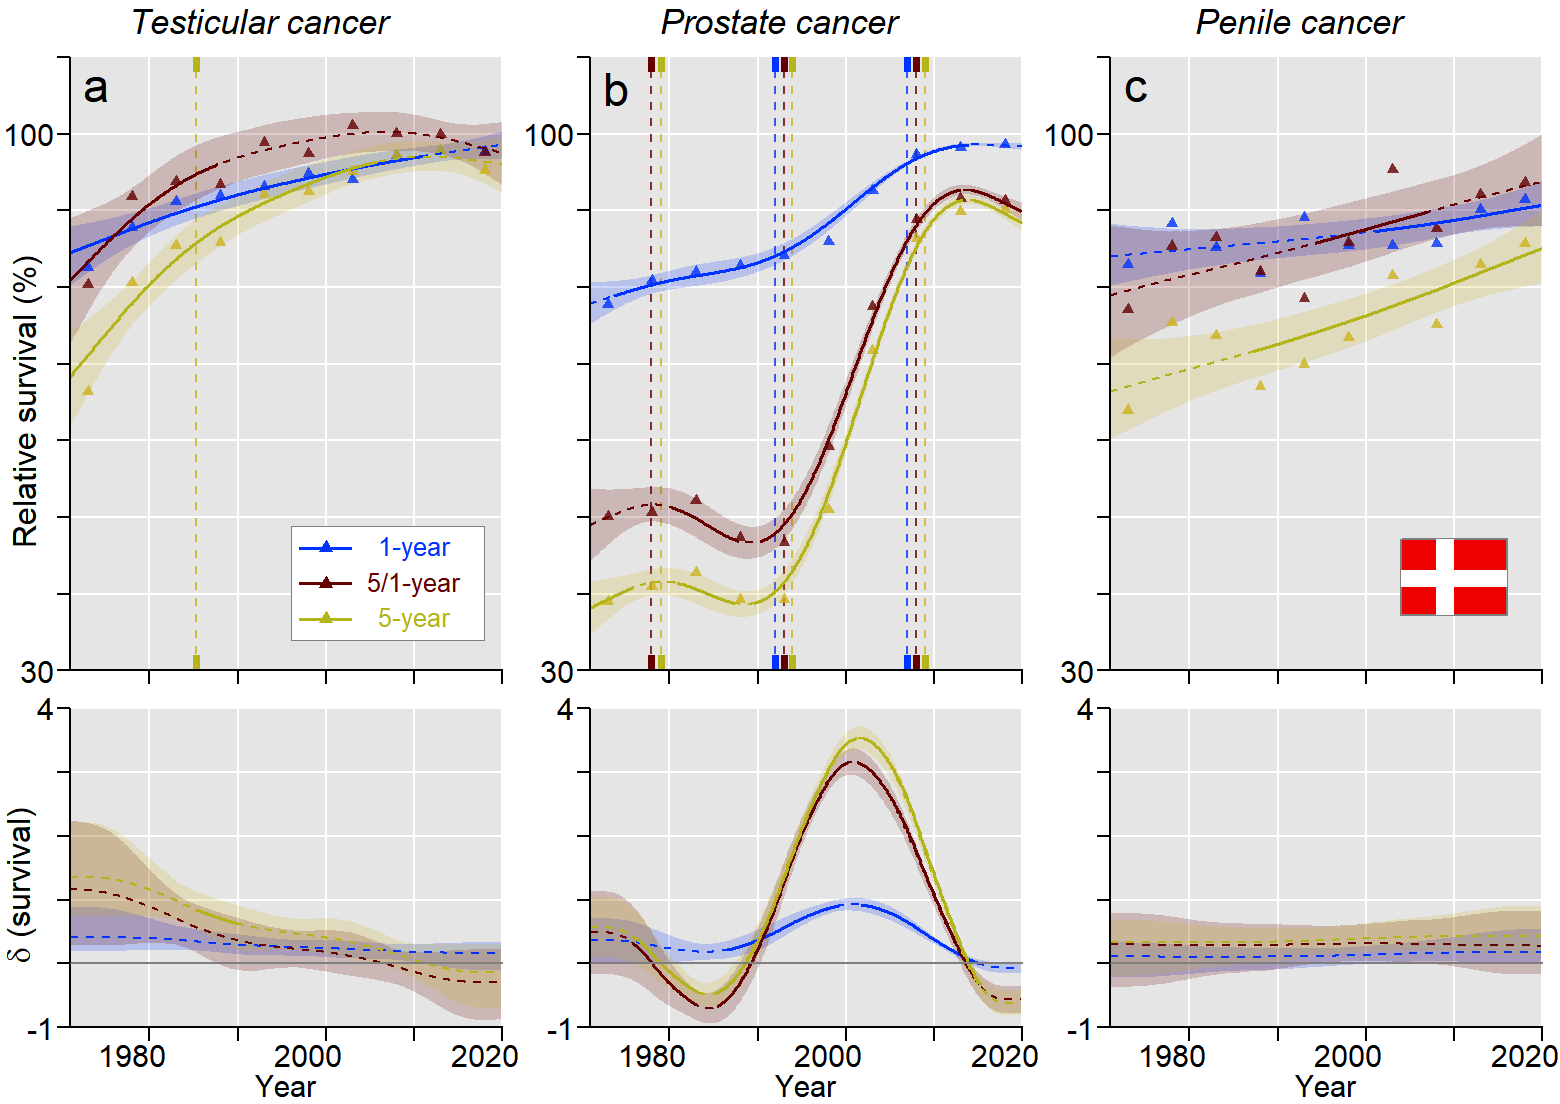 Testicular cancer Prostate cancer Penile cancer
a b c
100 100 100
Relative survival (%)
1-year
5/1-year
5-year
30 30 30
4 4 4
δ (survival)
-1 -1 -1
1980 2000 2020 1980 2000 2020 1980 2000 2020
Year Year Year